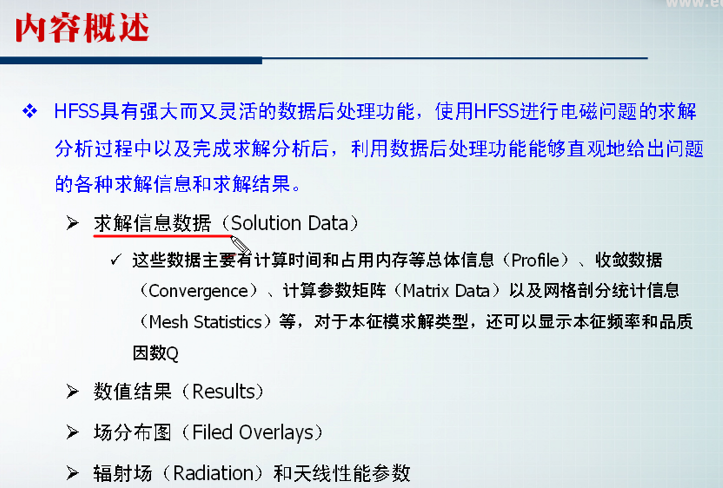 内容概述
HFSS具有强大而又灵活的数据后处理功能，使用HFSS进行电磁问题的求解
分析过程中以及完成求解分析后，利用数据后处理功能能够直观地给出问题
的各种求解信息和求解结果。
求解信息数据（Solution Data）
这些数据主要有计算时间和占用内存等总体信息（Profile）、收敛数据
（Convergence）、计算参数矩阵（Matrix Data）以及网格剖分统计信息
（Mesh Statistics）等，对于本征模求解类型，还可以显示本征频率和品质
因数Q
数值结果（Results）
场分布图（Filed Overlays）
辐射场（Radiation）和天线性能参数